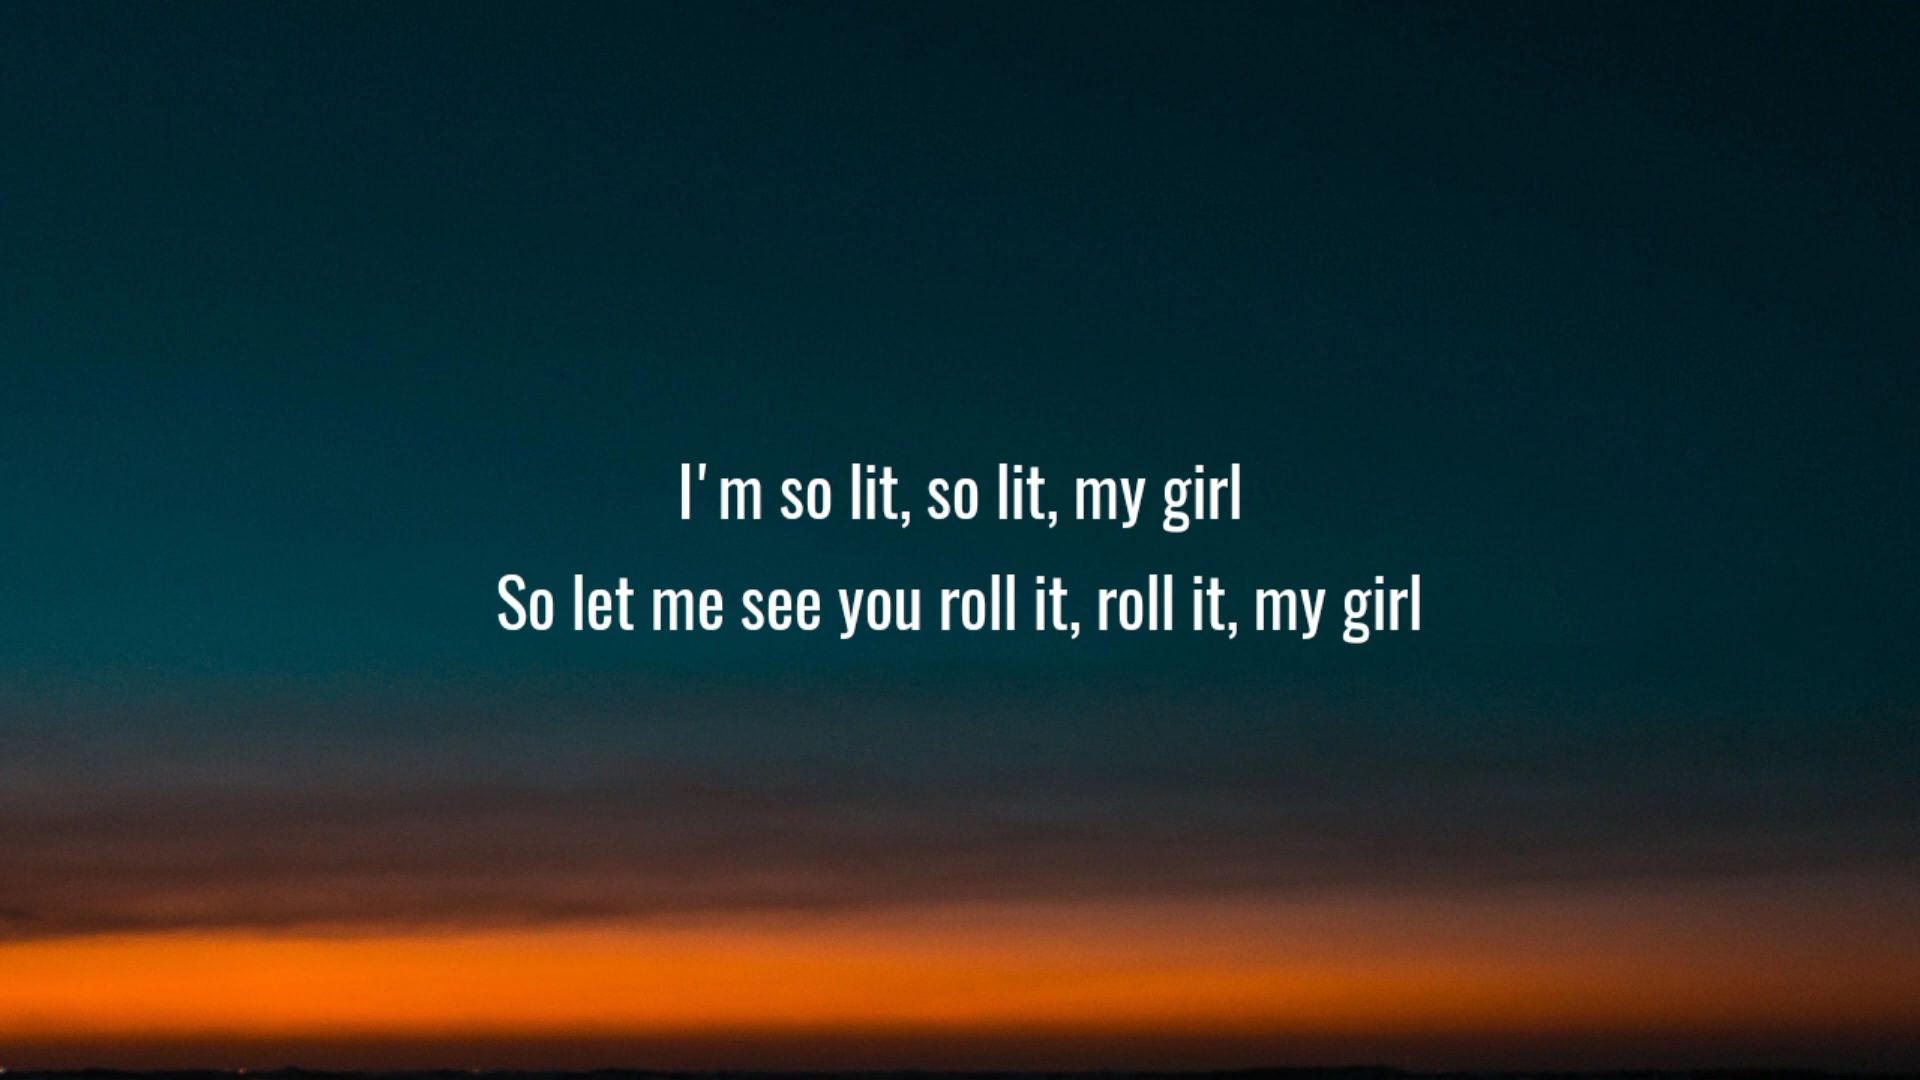 I'm so lit, so lit, my girl
So let me see you roll it, roll it, my girl